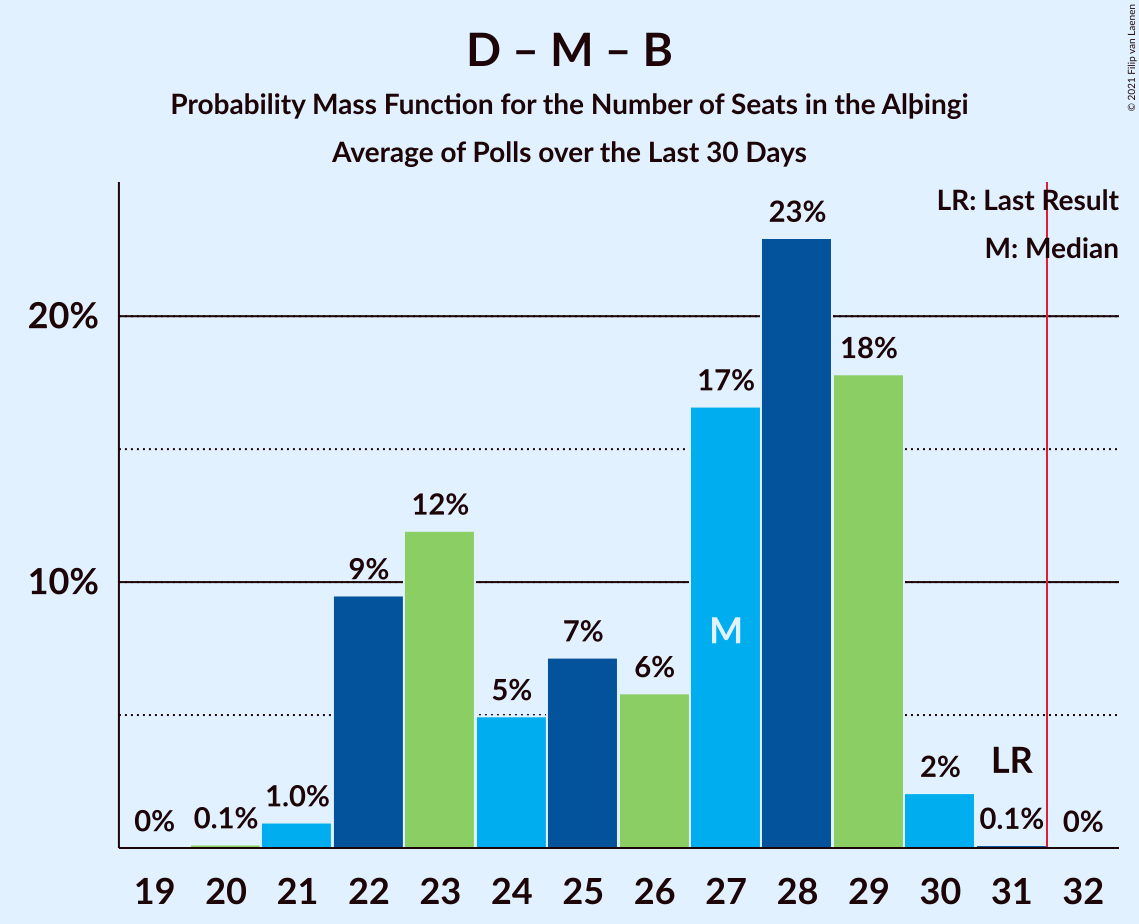 D – M – B
Probability Mass Function for the Number of Seats in the Alþingi
Average of Polls over the Last 30 Days
© 2021 Filip van Laenen
LR: Last Result
M: Median
20%
10%
0%
0.1%
1.0%
9%
12%
5%
7%
6%
17%
23%
18%
2%
0.1%
0%
M
LR
19 20 21 22 23 24 25 26 27 28 29 30 31 32